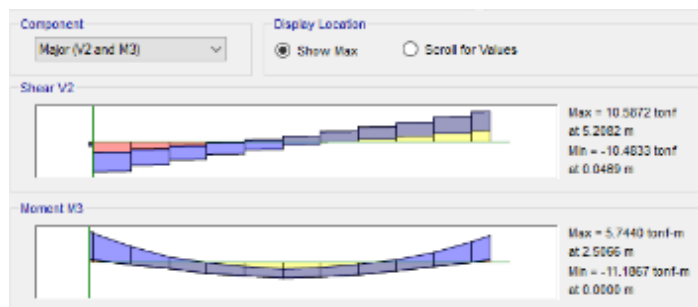 Component
Display Location
Major (V2 and M3)
Show Max
Scroll for Values
Shear V2
Max = 10.5872 tonf
at 5.2082 m
Min = -10.4833 tonf
at 0.0489 m
Moment M3
Max = 5.7440 tonf-m
at 2.5066 m
Min = -11.1867 tonf-m
at 0.0000 m